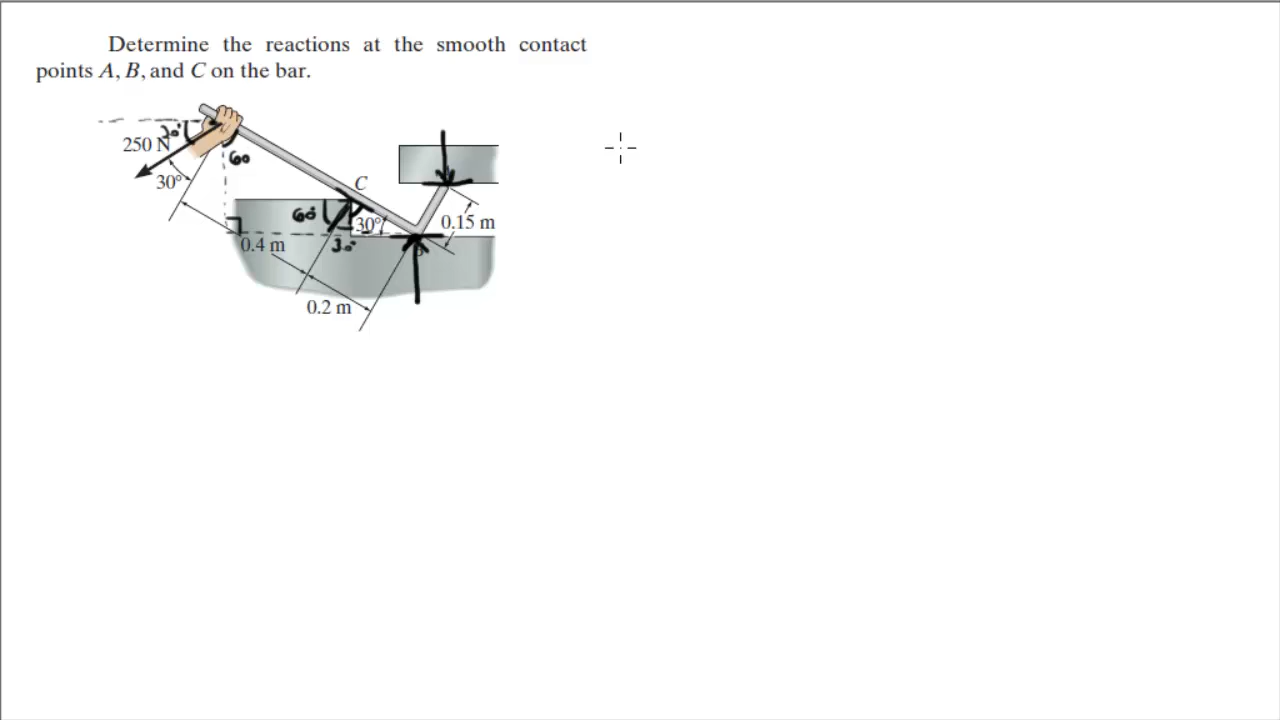 Determine the reactions at the smooth contact
points A, B, and C on the bar.
250 N
30°
60
30°
C
60°
30°
0.15 m
0.4 m
30°
0.2 m